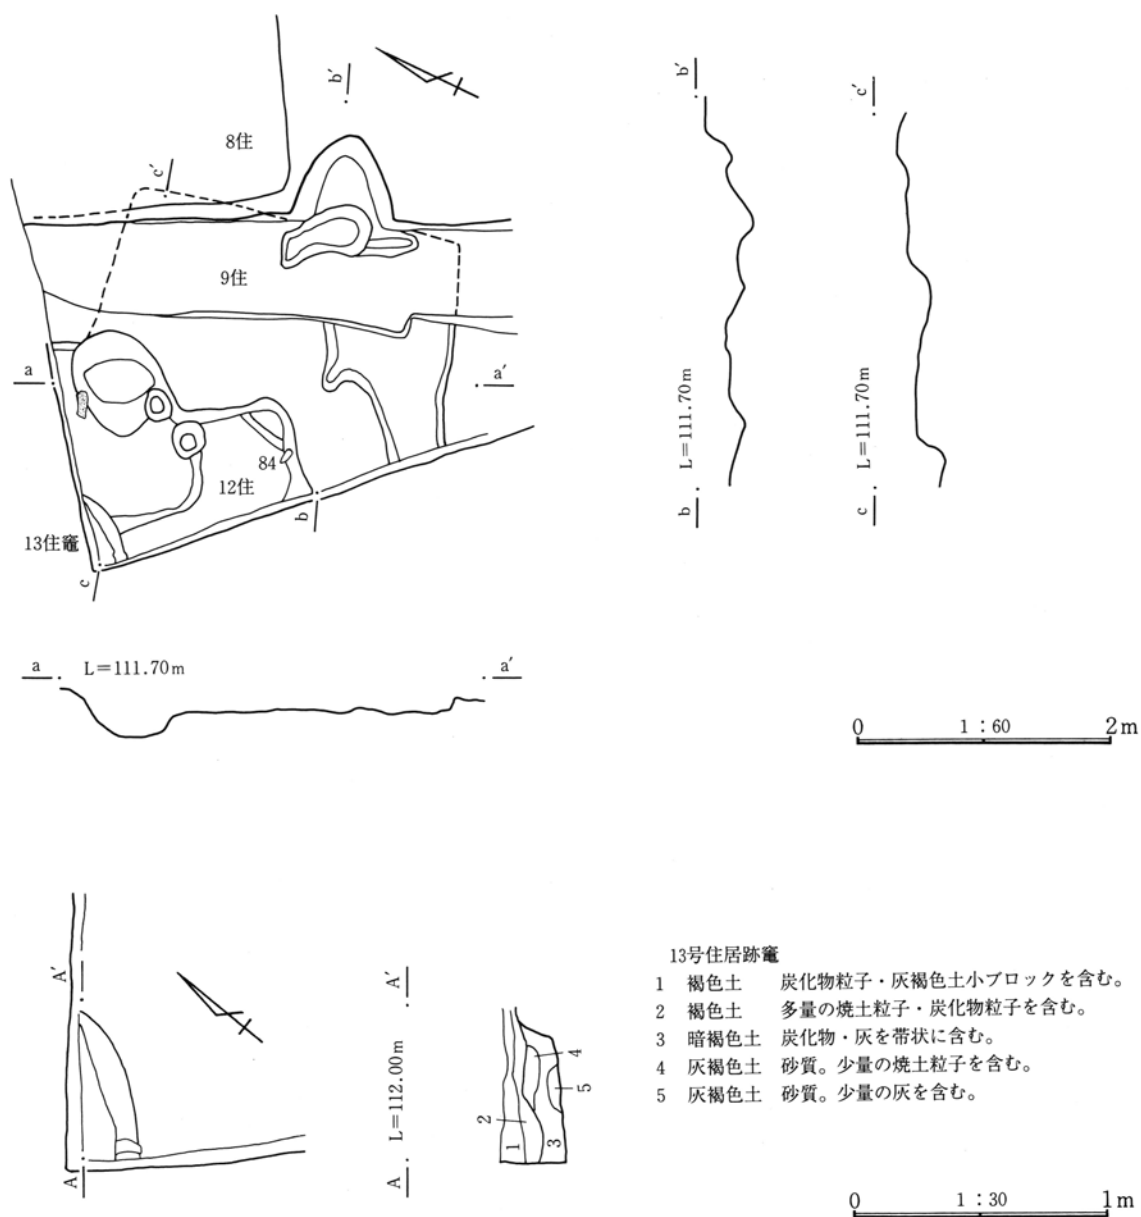 8住
b′
c′
9住
a
a′
84
12住
b
13住竈
c
b′
L=111.70m
b
c′
L=111.70m
c
a L=111.70m a′
0 1：60 2m
A′
A
A′
L=112.00m
A
1
2
3
4
5
13号住居跡竈
1 褐色土 炭化物粒子・灰褐色土小ブロックを含む。
2 褐色土 多量の焼土粒子・炭化物粒子を含む。
3 暗褐色土 炭化物・灰を帯状に含む。
4 灰褐色土 砂質。少量の焼土粒子を含む。
5 灰褐色土 砂質。少量の灰を含む。
0 1：30 1m